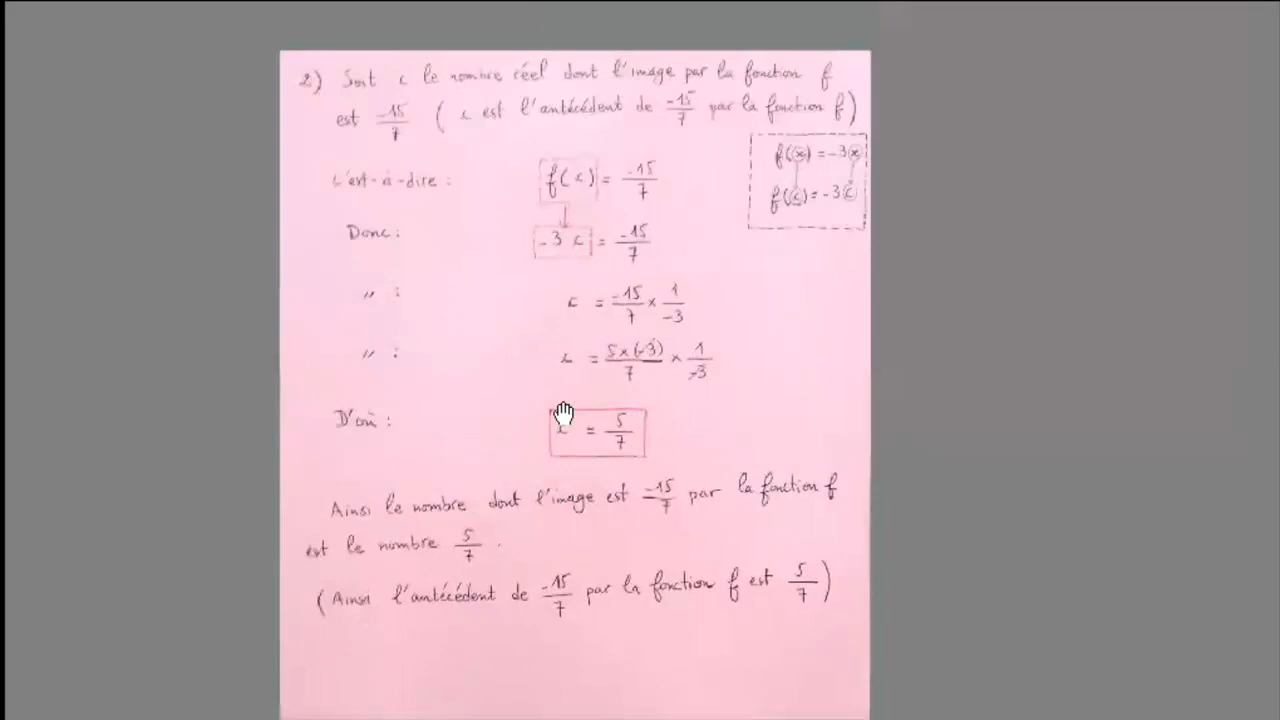 2) Soit c le nombre réel dont l'image par la fonction f
est -15/7 ( c est l'antécédent de -15/7 par la fonction f)
f(x) = -3x
f(c) = -3c
c'est-à-dire : f(c) = -15/7
Donc : -3 c = -15/7
〃 : c = -15/7 × 1/-3
〃 : c = 5×(-3)/7 × 1/-3
D'où : c = 5/7
Ainsi le nombre dont l'image est -15/7 par la fonction f
est le nombre 5/7 .
(Ainsi l'antécédent de -15/7 par la fonction f est 5/7)